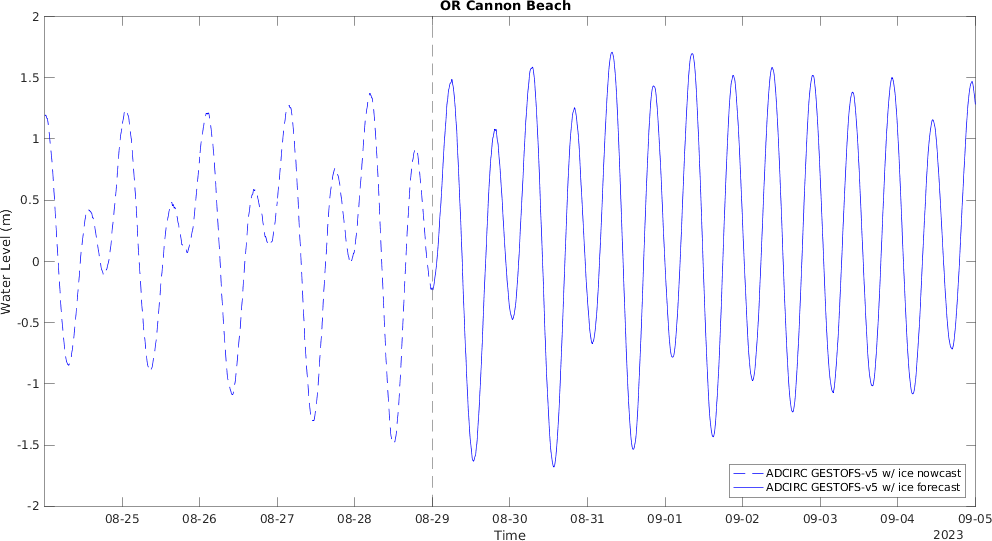 OR Cannon Beach
Water Level (m)
2
1.5
1
0.5
0
-0.5
-1
-1.5
-2
ADCIRC GESTOFS-v5 w/ ice nowcast
ADCIRC GESTOFS-v5 w/ ice forecast
08-25 08-26 08-27 08-28 08-29 08-30 08-31 09-01 09-02 09-03 09-04 09-05
Time
2023